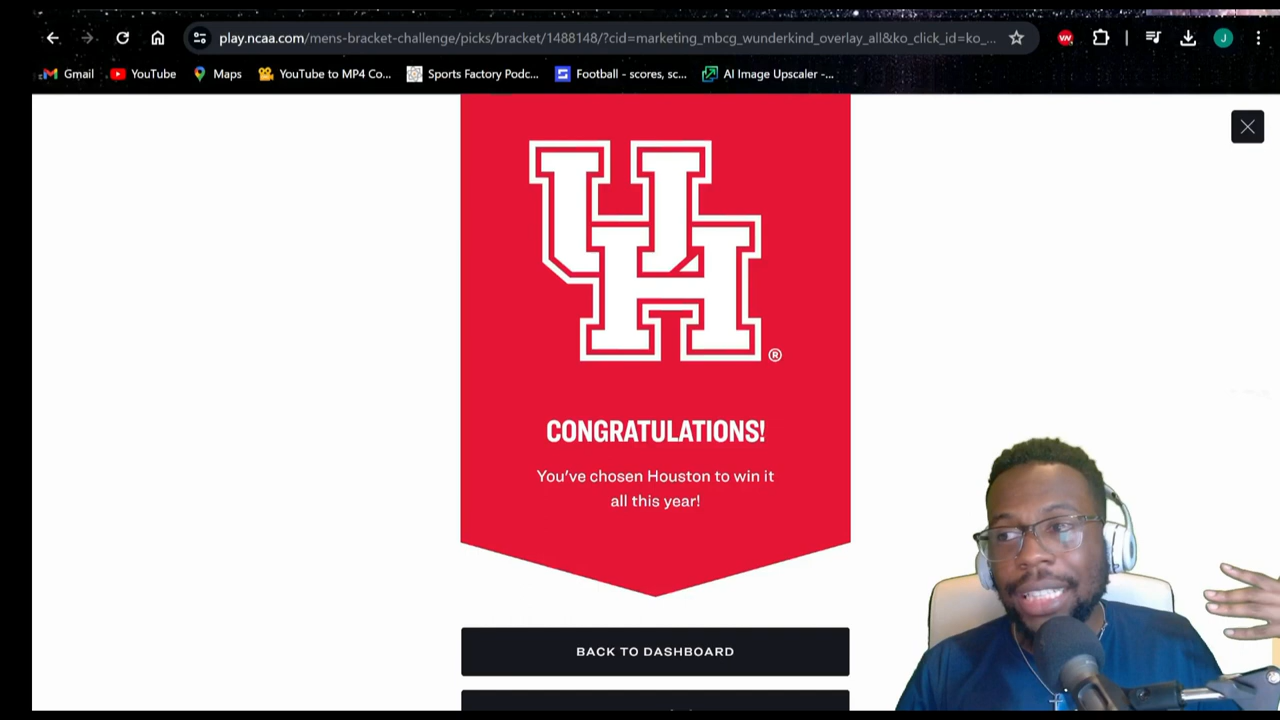 play.ncaa.com/mens-bracket-challenge/picks/bracket/1488148/?cid=marketing_mbcg_wunderkind_overlay_all&ko_click_id=ko_...
J
Gmail
YouTube
Maps
YouTube to MP4 Co...
Sports Factory Podc...
Football - scores, sc...
AI Image Upscaler -...
UH
®
CONGRATULATIONS!
You've chosen Houston to win it
all this year!
BACK TO DASHBOARD